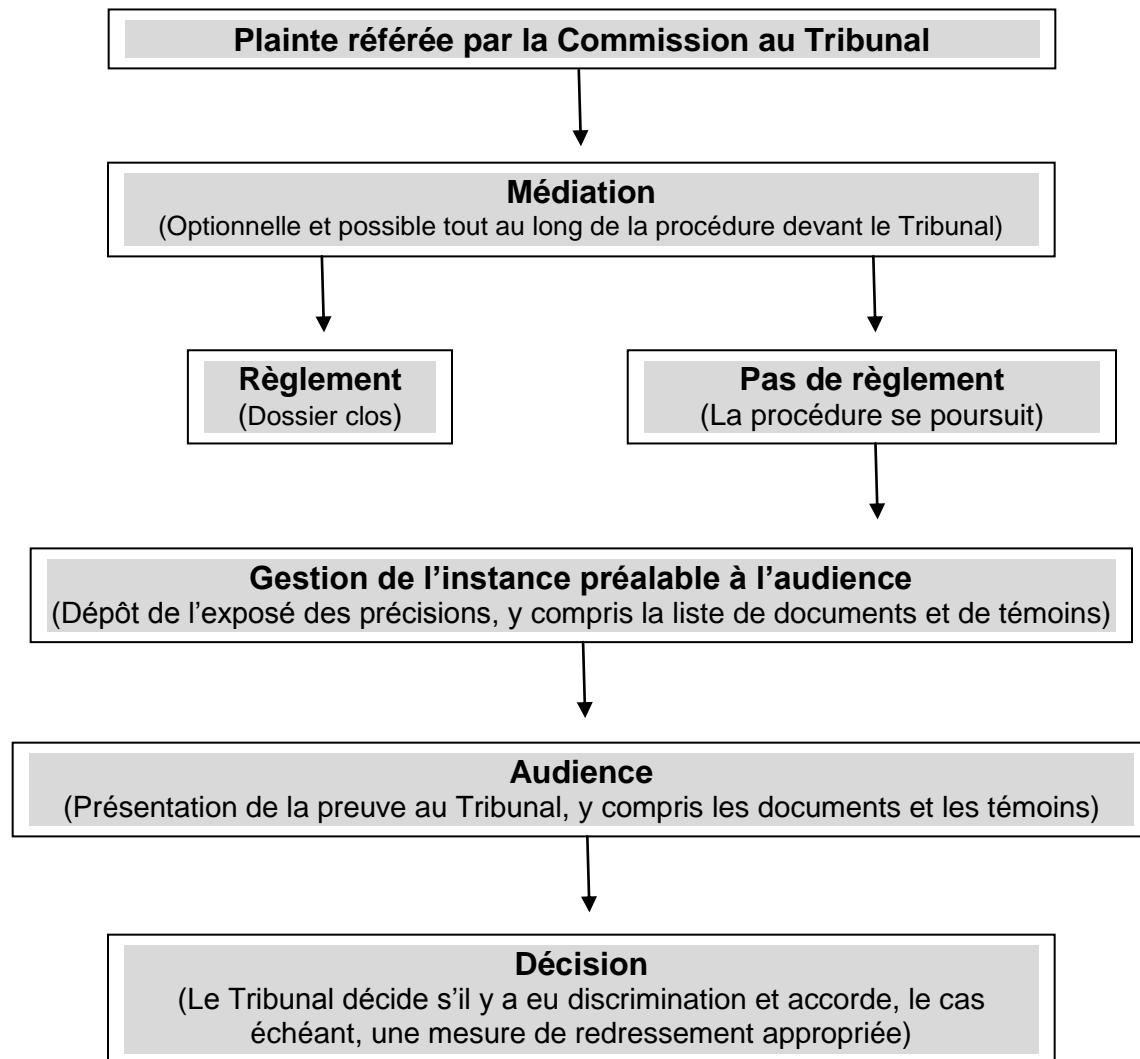 Plainte référée par la Commission au Tribunal
Médiation
(Optionnelle et possible tout au long de la procédure devant le Tribunal)
Règlement
(Dossier clos)
Pas de règlement
(La procédure se poursuit)
Gestion de l’instance préalable à l’audience
(Dépôt de l’exposé des précisions, y compris la liste de documents et de témoins)
Audience
(Présentation de la preuve au Tribunal, y compris les documents et les témoins)
Décision
(Le Tribunal décide s’il y a eu discrimination et accorde, le cas
échéant, une mesure de redressement appropriée)